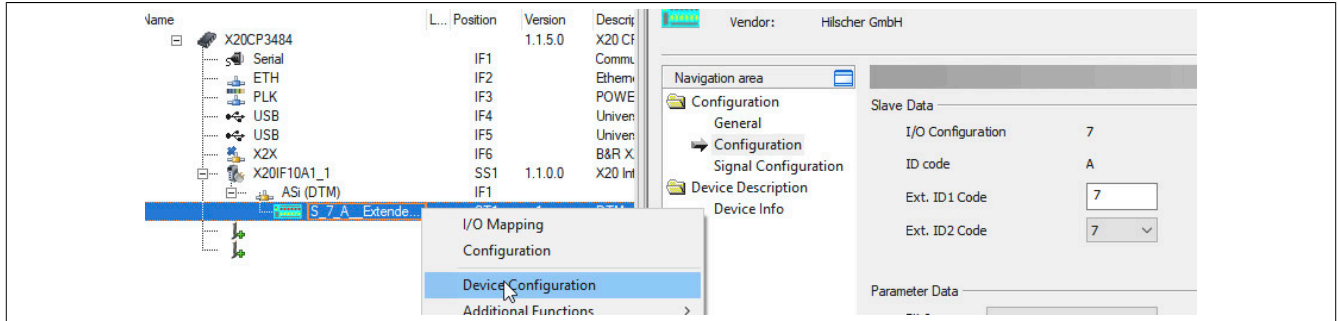 Name L... Position Version Descrip
X20CP3484 1.1.5.0 X20 CF
Serial IF1 Commu
ETH IF2 Etherne
PLK IF3 POWE
USB IF4 Univers
USB IF5 Univers
X2X IF6 B&R X
X20IF10A1_1 SS1 1.1.0.0 X20 Int
ASi (DTM) IF1
S_7_A__Extende...
I/O Mapping
Configuration
Device Configuration
Additional Functions >
Vendor: Hilscher GmbH
Navigation area
Configuration
General
Configuration
Signal Configuration
Device Description
Device Info
Slave Data
I/O Configuration 7
ID code A
Ext. ID1 Code 7
Ext. ID2 Code 7
Parameter Data